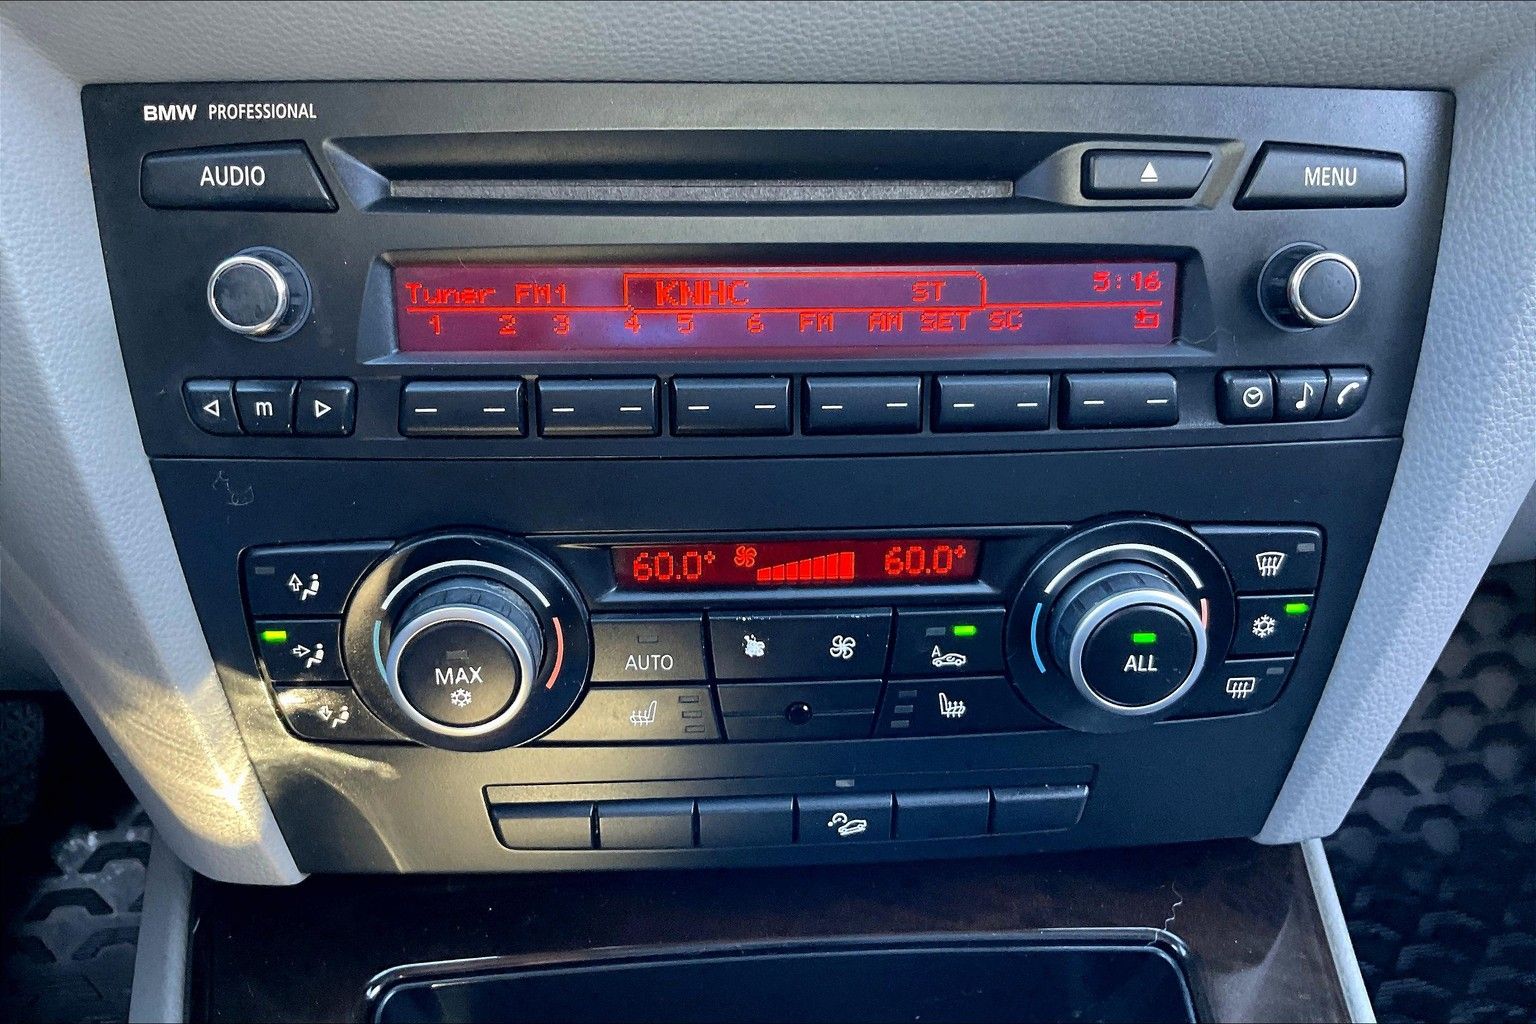 BMW PROFESSIONAL
AUDIO
MENU
Tuner FM1 KNHC ST 5:16
1 2 3 4 5 6 FM AM SET SC
m
60.0° 60.0°
AUTO
A
MAX
ALL